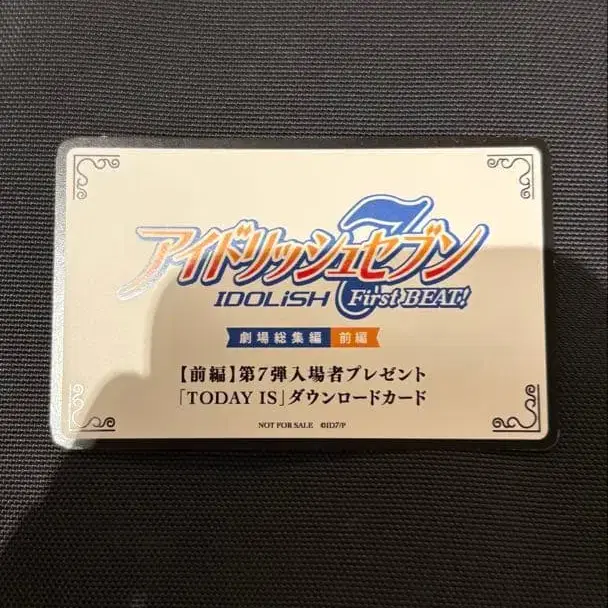 アイドリッシュセブン
IDOLiSH 7 First BEAT!
劇場総集編 前編
【前編】第7弾入場者プレゼント
「TODAY IS」ダウンロードカード
NOT FOR SALE ©ID7/P